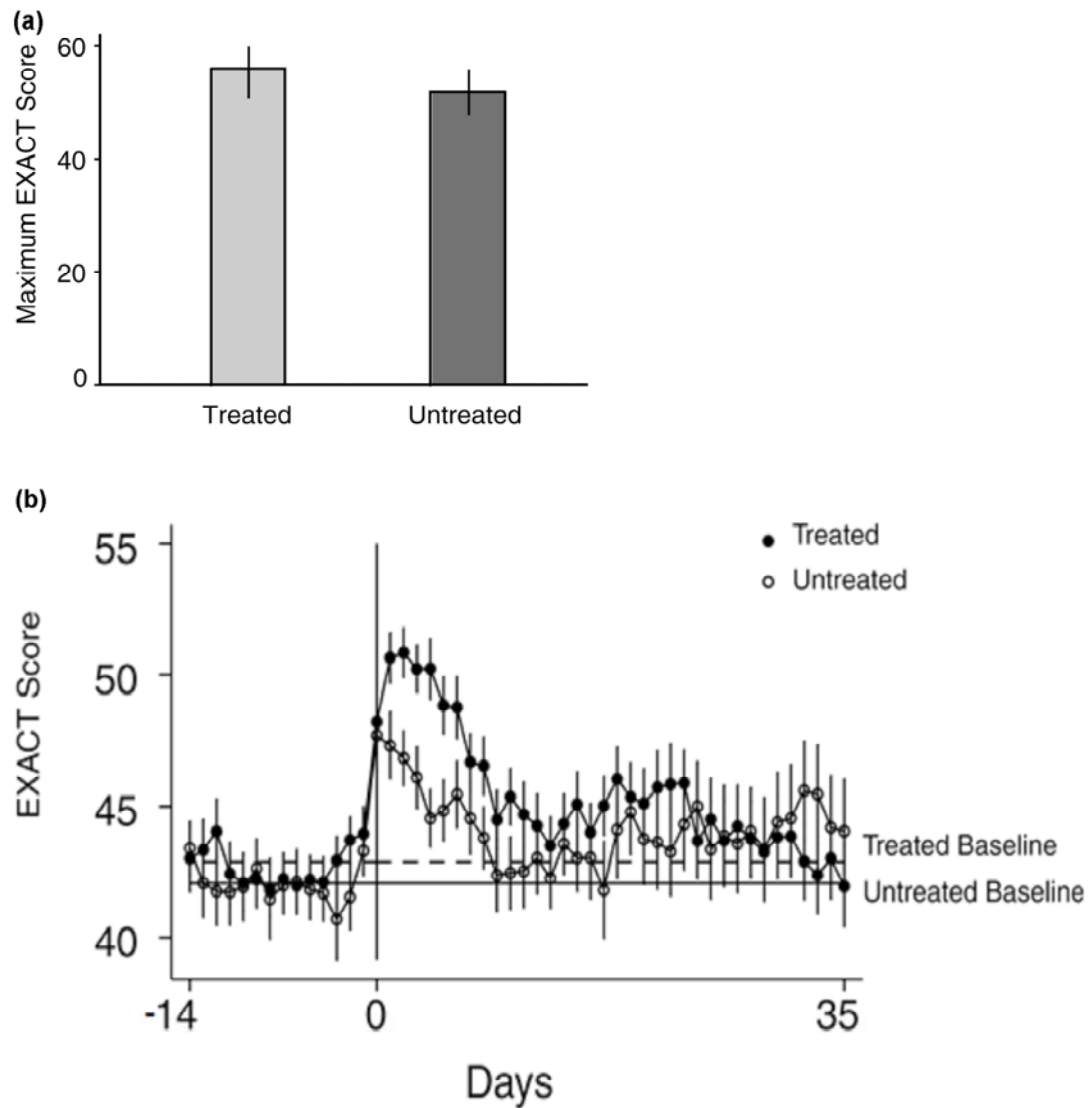 (a)
Maximum EXACT Score
60
40
20
0
Treated
Untreated
(b)
EXACT Score
55
50
45
40
Treated
Untreated
Treated Baseline
Untreated Baseline
-14
0
35
Days